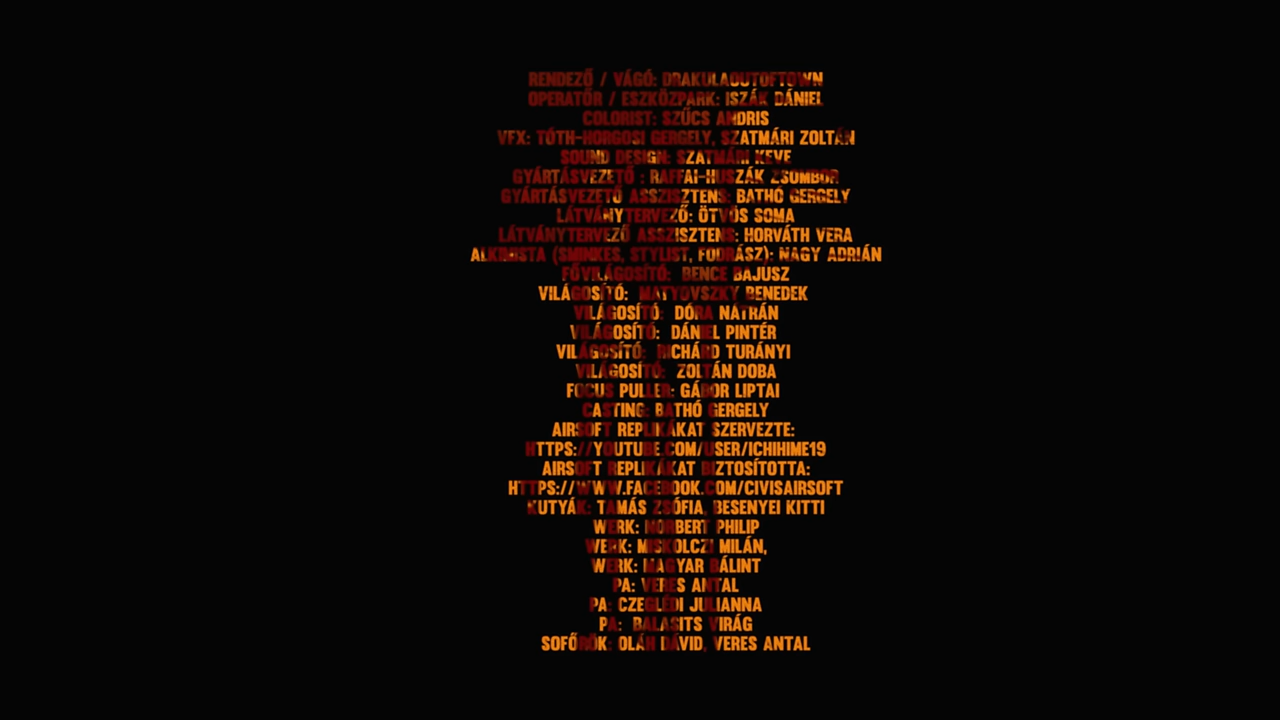 RENDEZŐ / VÁGÓ: DRAKULAOUTOFTOWN
OPERATŐR / ESZKÖZPARK: ISZÁK DÁNIEL
COLORIST: SZŰCS ANDRIS
VFX: TÓTH-HORGOSI GERGELY, SZATMÁRI ZOLTÁN
SOUND DESIGN: SZATMÁRI KEVE
GYÁRTÁSVEZETŐ : RAFFAI-HUSZÁK ZSOMBOR
GYÁRTÁSVEZETŐ ASSZISZTENS: BATHÓ GERGELY
LÁTVÁNYTERVEZŐ: ÖTVÖS SOMA
LÁTVÁNYTERVEZŐ ASSZISZTENS: HORVÁTH VERA
ALKIMISTA (SMINKES, STYLIST, FODRÁSZ): NAGY ADRIÁN
FŐVILÁGOSÍTÓ: BENCE BAJUSZ
VILÁGOSÍTÓ: MATYOVSZKY BENEDEK
VILÁGOSÍTÓ: DÓRA NÁTRÁN
VILÁGOSÍTÓ: DÁNIEL PINTÉR
VILÁGOSÍTÓ: RICHÁRD TURÁNYI
VILÁGOSÍTÓ: ZOLTÁN DOBA
FOCUS PULLER: GÁBOR LIPTAI
CASTING: BATHÓ GERGELY
AIRSOFT REPLIKÁKAT SZERVEZTE:
HTTPS://YOUTUBE.COM/USER/ICHIHIME19
AIRSOFT REPLIKÁKAT BIZTOSÍTOTTA:
HTTPS://WWW.FACEBOOK.COM/CIVISAIRSOFT
KUTYÁK: TAMÁS ZSÓFIA, BESENYEI KITTI
WERK: NORBERT PHILIP
WERK: MISKOLCZI MILÁN,
WERK: MAGYAR BÁLINT
PA: VERES ANTAL
PA: CZEGLÉDI JULIANNA
PA: BALASITS VIRÁG
SOFŐRÖK: OLÁH DÁVID, VERES ANTAL